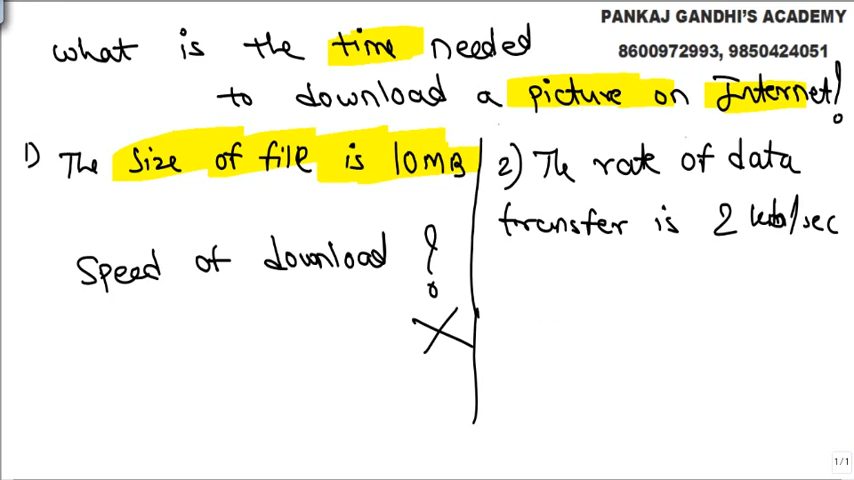 PANKAJ GANDHI'S ACADEMY
8600972993, 9850424051
what is the time needed
to download a picture on Internet?
1) The size of file is 10MB
Speed of download ?
2) The rate of data
transfer is 2 kb/sec
1/1